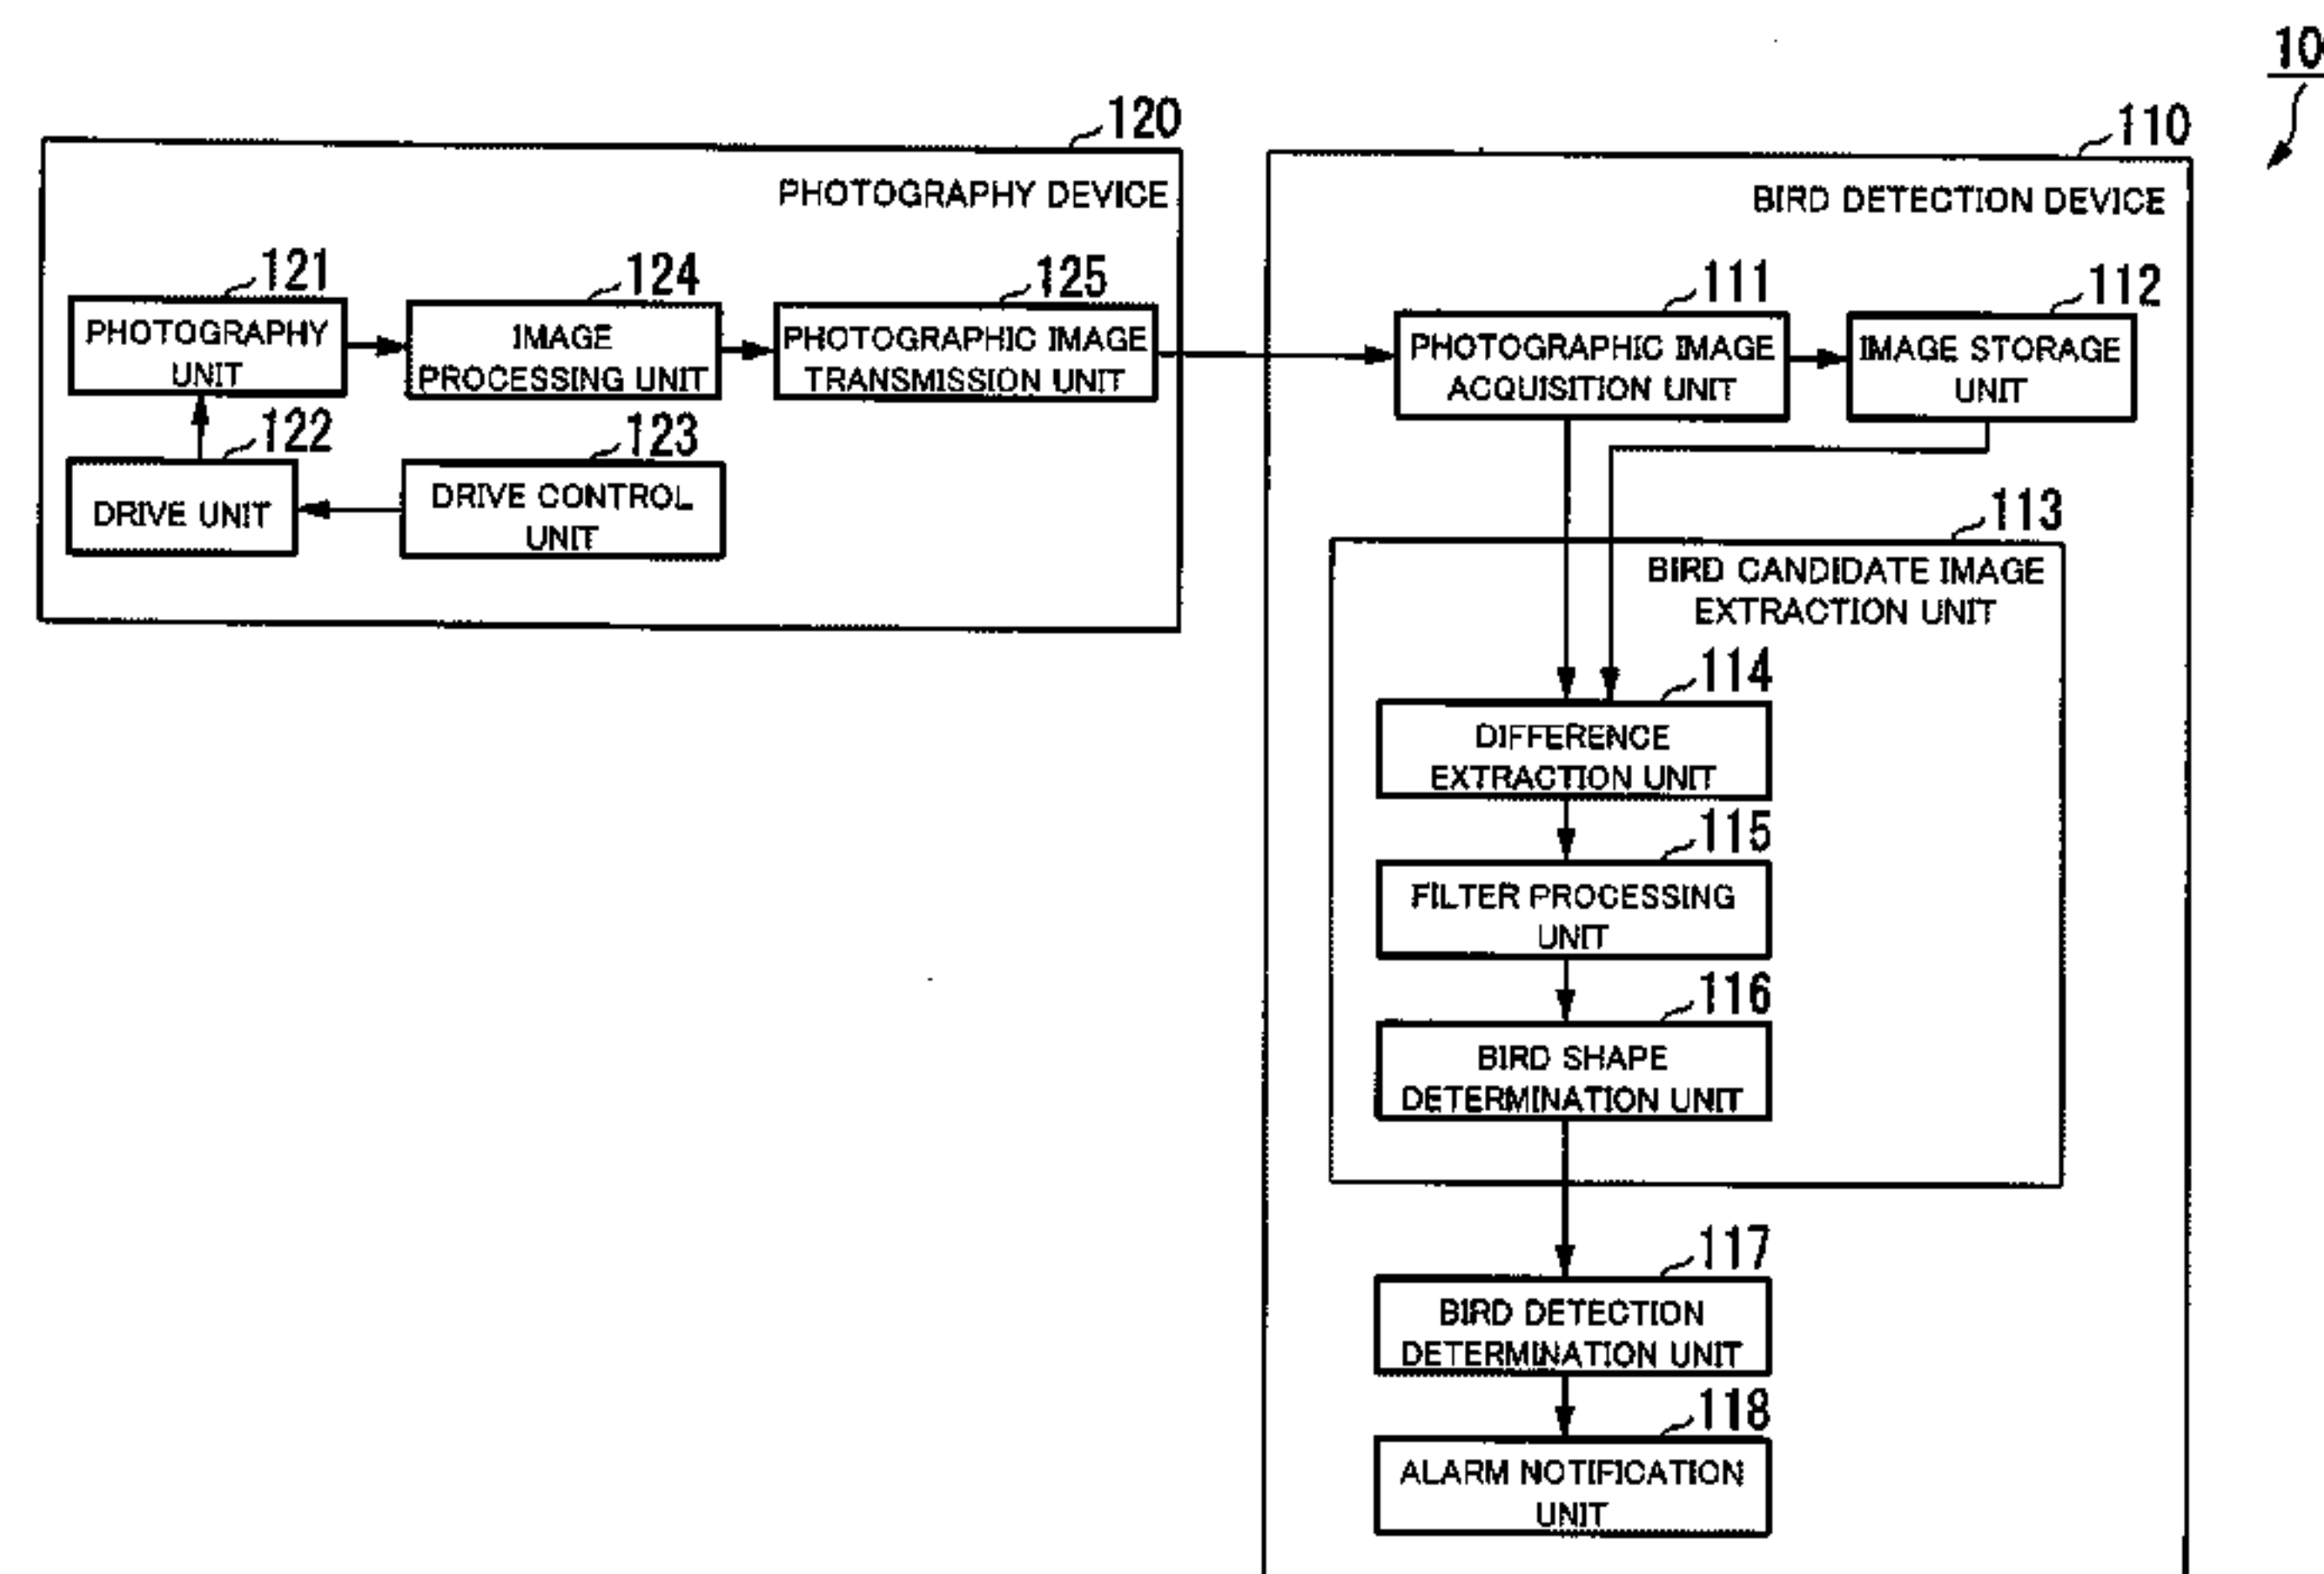 10
120
PHOTOGRAPHY DEVICE
121
PHOTOGRAPHY
UNIT
124
IMAGE
PROCESSING UNIT
125
PHOTOGRAPHIC IMAGE
TRANSMISSION UNIT
122
DRIVE UNIT
123
DRIVE CONTROL
UNIT
110
BIRD DETECTION DEVICE
111
PHOTOGRAPHIC IMAGE
ACQUISITION UNIT
112
IMAGE STORAGE
UNIT
113
BIRD CANDIDATE IMAGE
EXTRACTION UNIT
114
DIFFERENCE
EXTRACTION UNIT
115
FILTER PROCESSING
UNIT
116
BIRD SHAPE
DETERMINATION UNIT
117
BIRD DETECTION
DETERMINATION UNIT
118
ALARM NOTIFICATION
UNIT